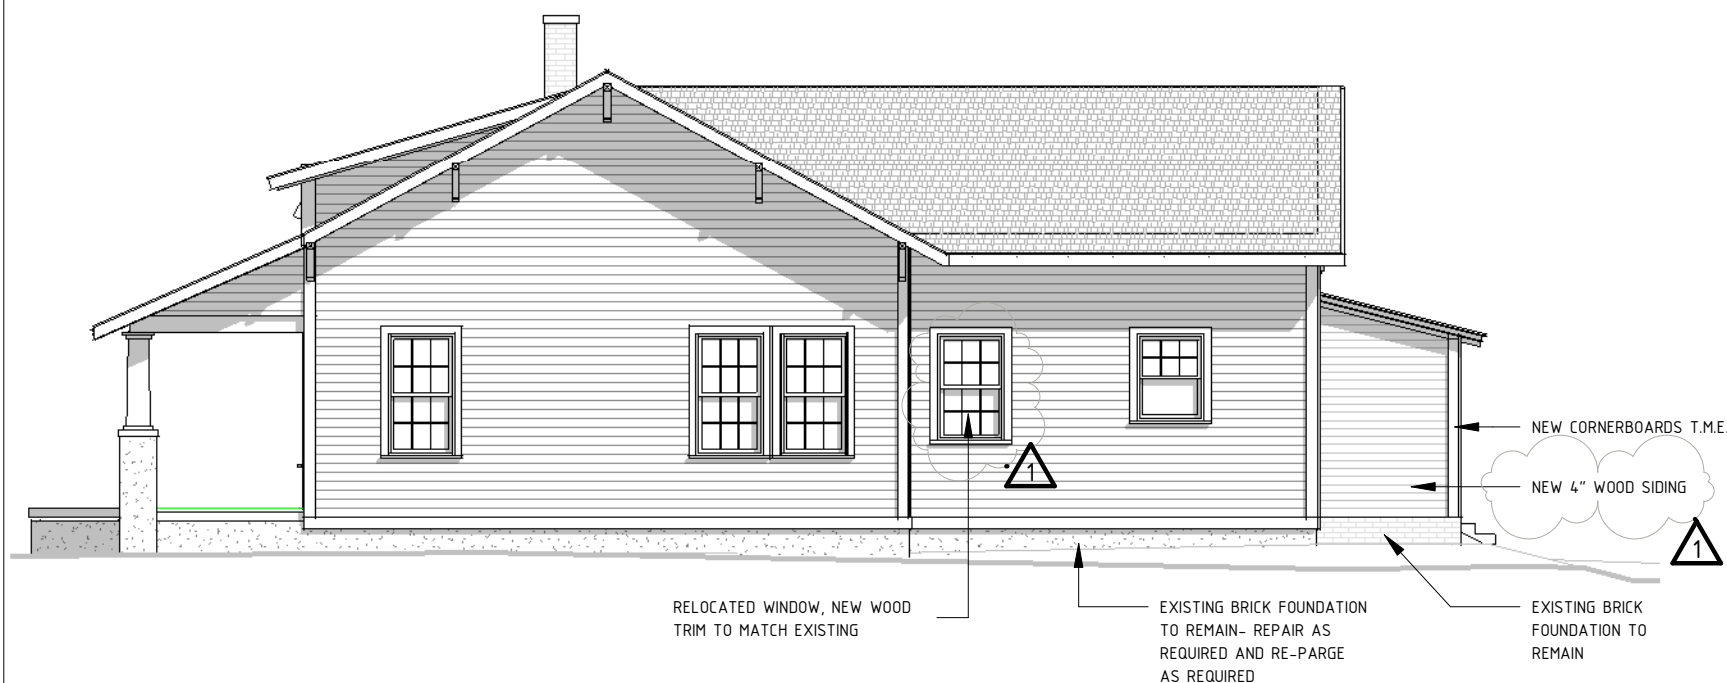 NEW CORNERBOARDS T.M.E.
NEW 4" WOOD SIDING
1
1
RELOCATED WINDOW, NEW WOOD
TRIM TO MATCH EXISTING
EXISTING BRICK FOUNDATION
TO REMAIN- REPAIR AS
REQUIRED AND RE-PARGE
AS REQUIRED
EXISTING BRICK
FOUNDATION TO
REMAIN